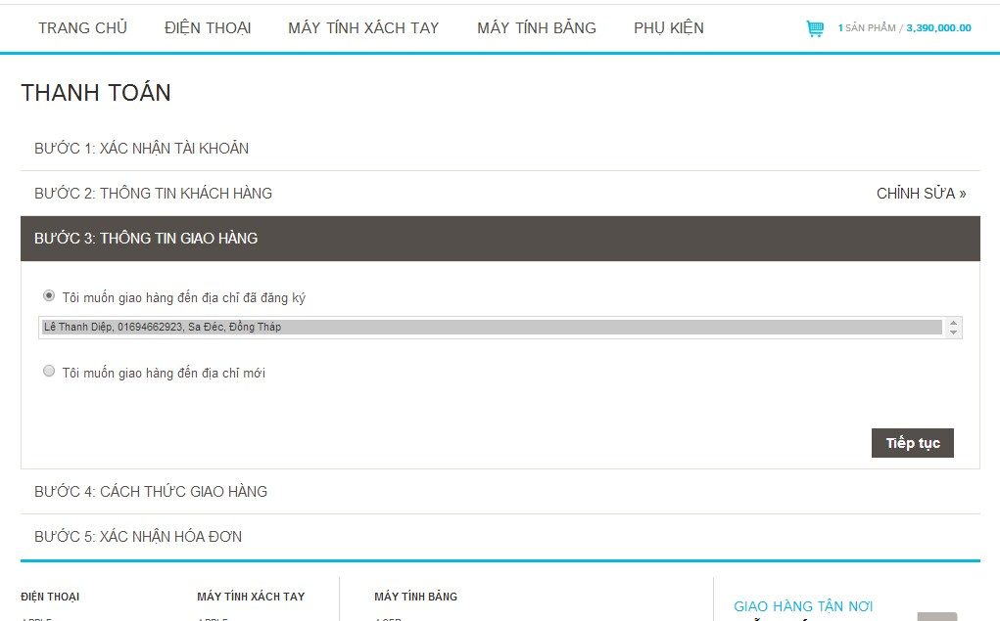 TRANG CHỦ ĐIỆN THOẠI MÁY TÍNH XÁCH TAY MÁY TÍNH BẢNG PHỤ KIỆN 1 SẢN PHẨM / 3,390,000.00
THANH TOÁN
BƯỚC 1: XÁC NHẬN TÀI KHOẢN
BƯỚC 2: THÔNG TIN KHÁCH HÀNG CHỈNH SỬA »
BƯỚC 3: THÔNG TIN GIAO HÀNG
Tôi muốn giao hàng đến địa chỉ đã đăng ký
Lê Thanh Diệp, 01694662923, Sa Đéc, Đồng Tháp
Tôi muốn giao hàng đến địa chỉ mới
Tiếp tục
BƯỚC 4: CÁCH THỨC GIAO HÀNG
BƯỚC 5: XÁC NHẬN HÓA ĐƠN
ĐIỆN THOẠI MÁY TÍNH XÁCH TAY MÁY TÍNH BẢNG
GIAO HÀNG TẬN NƠI